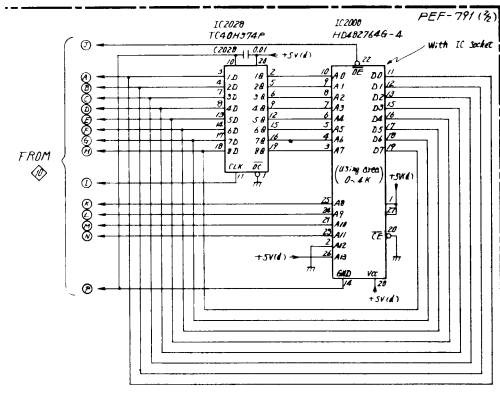 PEF-791 (7/2)
IC2028
TC40H374P
IC2008
HD482764G-4
C2028 0.01
+5V(d)
with IC Socket
FROM
10
I
A
B
C
D
E
F
G
H
L
K
L
M
N
P
10 20
3 1D 1Q 2
4 2D 2Q 5
7 3D 3Q 6
8 4D 4Q 9
13 5D 5Q 12
14 6D 6Q 15
17 7D 7Q 16
18 8D 8Q 19
CLK OC
11 1
22
OE
10 A0 D0 11
9 A1 D1 12
8 A2 D2 13
7 A3 D3 15
6 A4 D4 16
5 A5 D5 17
4 A6 D6 18
3 A7 D7 19
(Using area
0~4K)
+5V(d)
1
27
25 A8
24 A9
21 A10
23 A11
2 A12
+5V(d) 26 A13
CE 20
GND VCC
14 28
+5V(d)